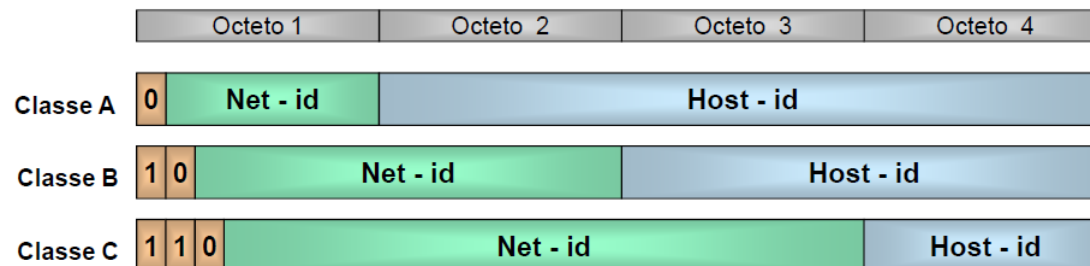 Octeto 1 Octeto 2 Octeto 3 Octeto 4
Classe A 0 Net - id Host - id
Classe B 1 0 Net - id Host - id
Classe C 1 1 0 Net - id Host - id